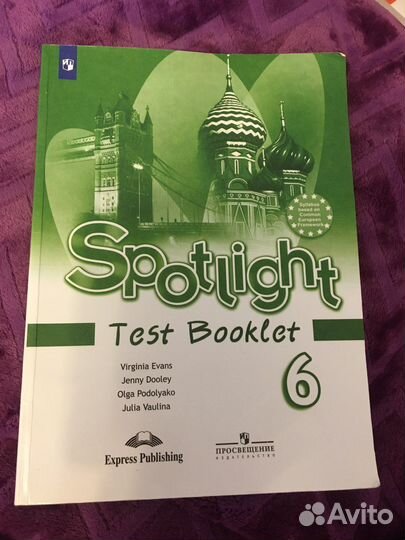 Syllabus
based on
Common
European
Framework
Spotlight
Test Booklet
Virginia Evans
Jenny Dooley
Olga Podolyako
Julia Vaulina
6
Express Publishing
ПРОСВЕЩЕНИЕ
ИЗДАТЕЛЬСТВО
Avito